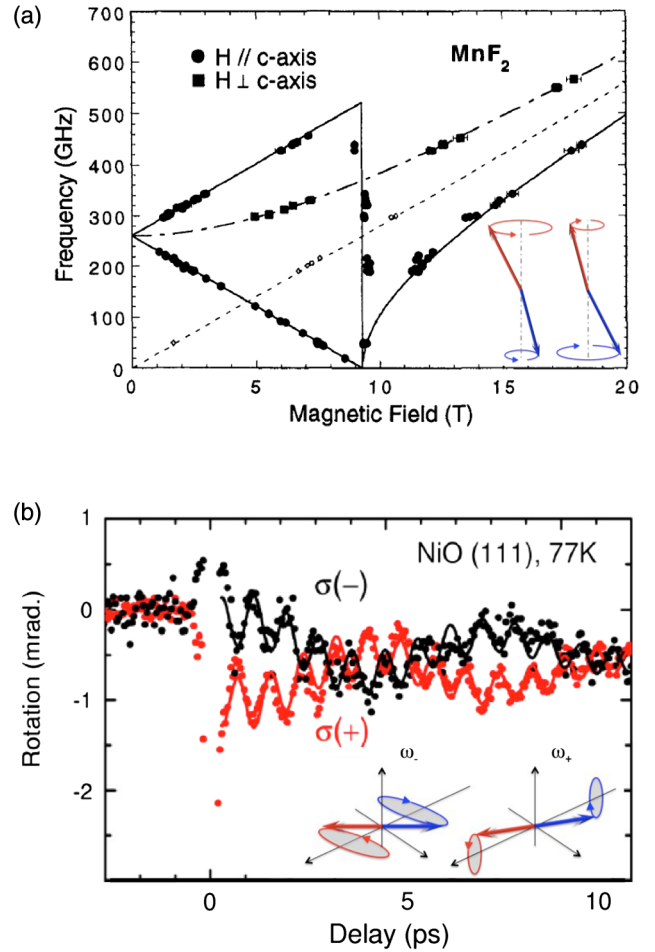 (a)
700
600
500
400
300
200
100
0
Frequency (GHz)
● H // c-axis
■ H ⊥ c-axis
MnF₂
0 5 10 15 20
Magnetic Field (T)
(b)
1
0
-1
-2
Rotation (mrad.)
NiO (111), 77K
σ(−)
σ(+)
ω₋ ω₊
0 5 10
Delay (ps)